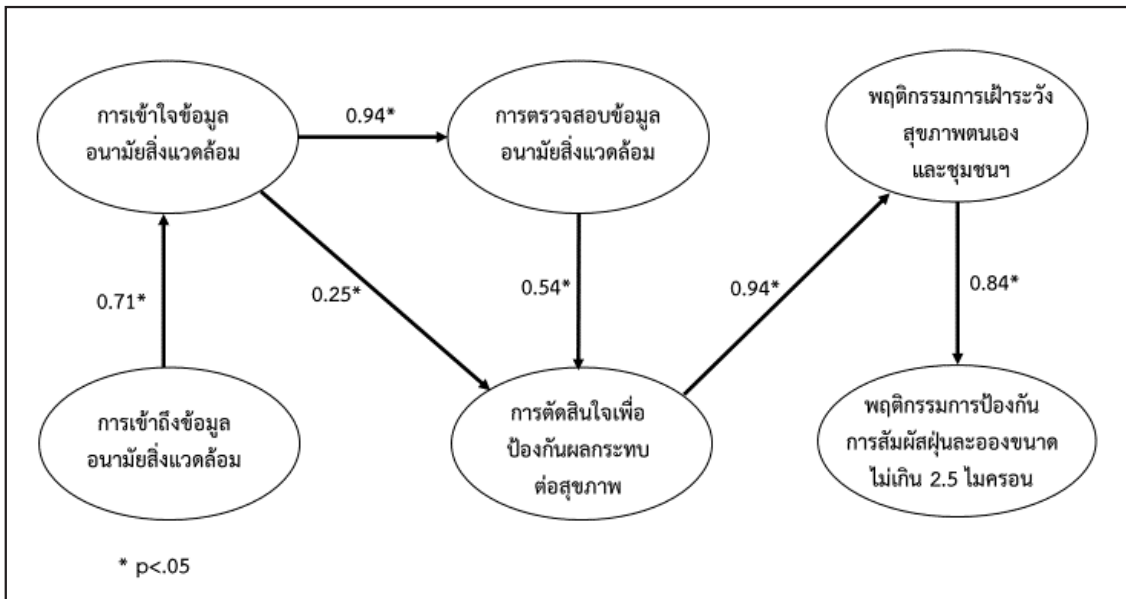 การเข้าใจข้อมูล
อนามัยสิ่งแวดล้อม
0.94*
การตรวจสอบข้อมูล
อนามัยสิ่งแวดล้อม
พฤติกรรมการเฝ้าระวัง
สุขภาพตนเอง
และชุมชนฯ
0.71*
0.25*
0.54*
0.94*
0.84*
การเข้าถึงข้อมูล
อนามัยสิ่งแวดล้อม
การตัดสินใจเพื่อ
ป้องกันผลกระทบ
ต่อสุขภาพ
พฤติกรรมการป้องกัน
การสัมผัสฝุ่นละอองขนาด
ไม่เกิน 2.5 ไมครอน
* p<.05